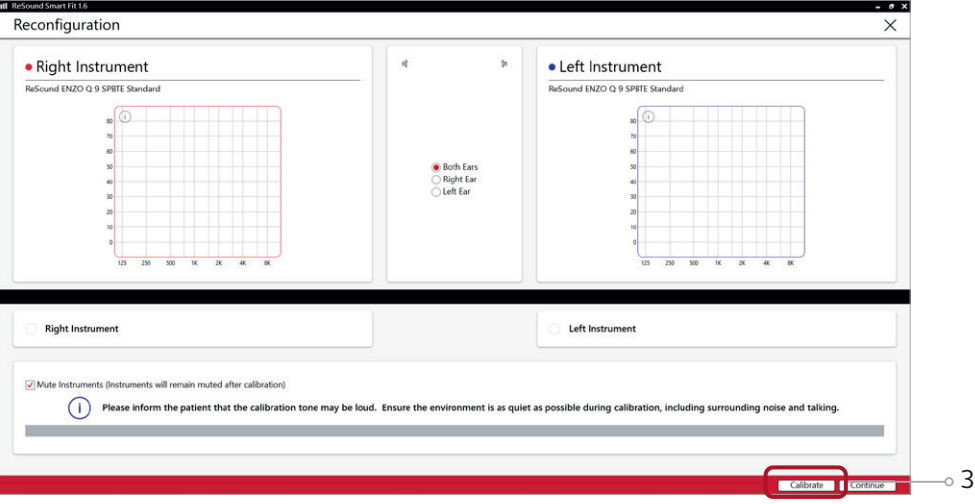 ReSound Smart Fit 1.6
Reconfiguration
Right Instrument
ReSound ENZO Q 9 SPBTE Standard
80
70
60
50
40
30
20
10
0
125 250 500 1K 2K 4K 8K
Both Ears
Right Ear
Left Ear
Left Instrument
ReSound ENZO Q 9 SPBTE Standard
80
70
60
50
40
30
20
10
0
125 250 500 1K 2K 4K 8K
Right Instrument
Left Instrument
Mute Instruments (Instruments will remain muted after calibration)
Please inform the patient that the calibration tone may be loud. Ensure the environment is as quiet as possible during calibration, including surrounding noise and talking.
Calibrate
Continue
3